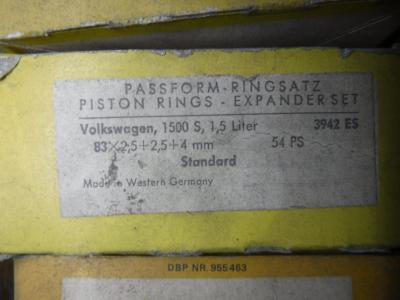 PASSFORM-RINGSATZ
PISTON RINGS - EXPANDER SET
Volkswagen, 1500 S, 1,5 Liter 3942 ES
83×2,5+2,5+4 mm 54 PS
Standard
Made in Western Germany
DBP NR. 955463